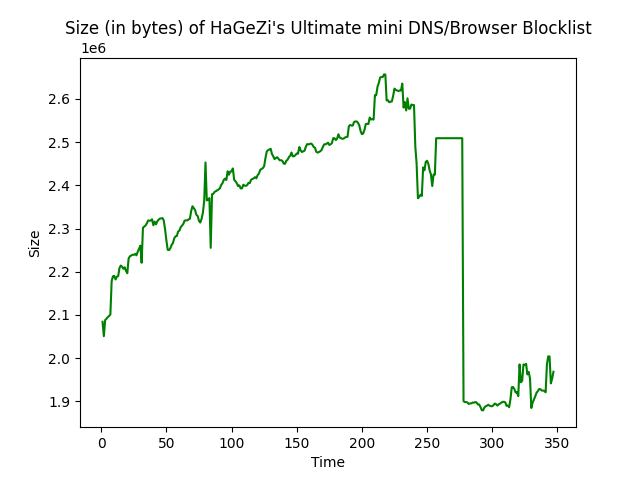 Size (in bytes) of HaGeZi's Ultimate mini DNS/Browser Blocklist
1e6
2.6
2.5
2.4
2.3
2.2
2.1
2.0
1.9
Size
0 50 100 150 200 250 300 350
Time